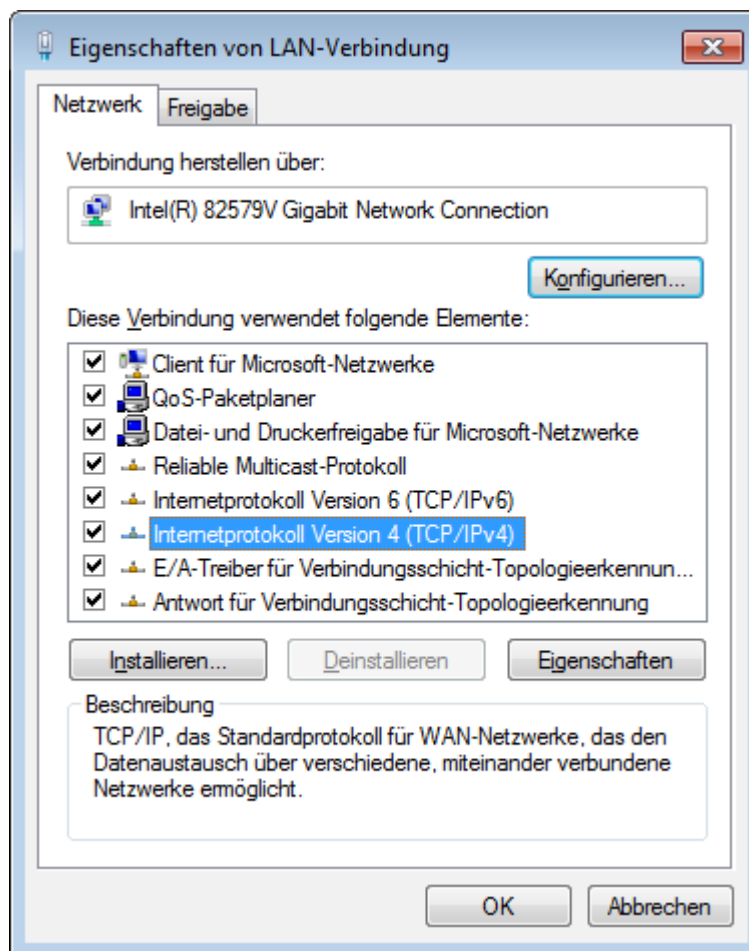 Eigenschaften von LAN-Verbindung
Netzwerk
Freigabe
Verbindung herstellen über:
Intel(R) 82579V Gigabit Network Connection
Konfigurieren...
Diese Verbindung verwendet folgende Elemente:
Client für Microsoft-Netzwerke
QoS-Paketplaner
Datei- und Druckerfreigabe für Microsoft-Netzwerke
Reliable Multicast-Protokoll
Internetprotokoll Version 6 (TCP/IPv6)
Internetprotokoll Version 4 (TCP/IPv4)
E/A-Treiber für Verbindungsschicht-Topologieerkennun...
Antwort für Verbindungsschicht-Topologieerkennung
Installieren...
Deinstallieren
Eigenschaften
Beschreibung
TCP/IP, das Standardprotokoll für WAN-Netzwerke, das den
Datenaustausch über verschiedene, miteinander verbundene
Netzwerke ermöglicht.
OK
Abbrechen